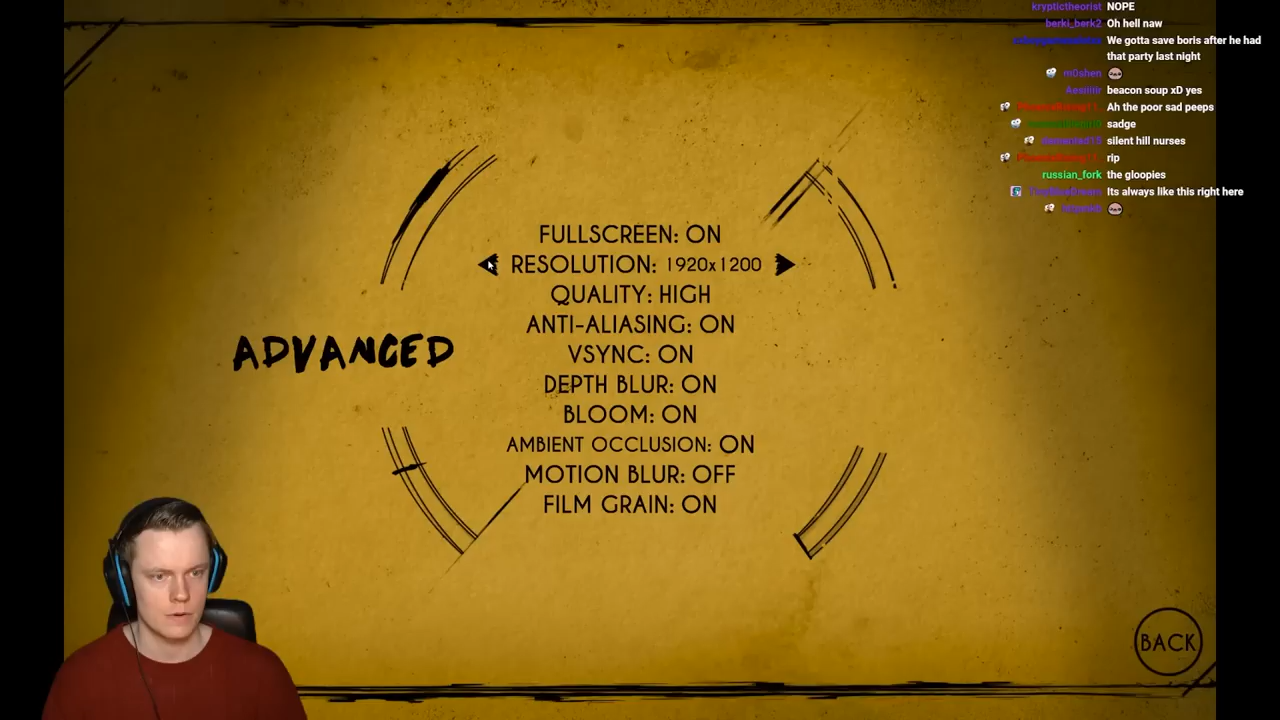 kryptictheorist NOPE
berki_berk2 Oh hell naw
We gotta save boris after he had
that party last night
m0shen
Aesimir beacon soup xD yes
Ah the poor sad peeps
sadge
silent hill nurses
rip
russian_fork the gloopies
Its always like this right here
FULLSCREEN: ON
RESOLUTION: 1920x1200
QUALITY: HIGH
ANTI-ALIASING: ON
VSYNC: ON
ADVANCED
DEPTH BLUR: ON
BLOOM: ON
AMBIENT OCCLUSION: ON
MOTION BLUR: OFF
FILM GRAIN: ON
BACK